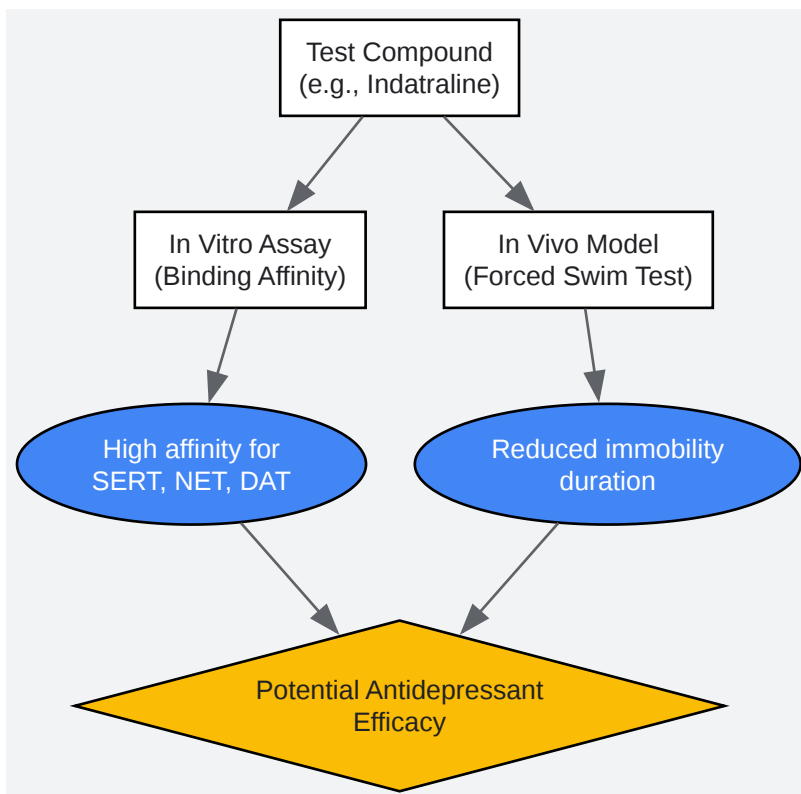 Test Compound
(e.g., Indatraline)
In Vitro Assay
(Binding Affinity)
In Vivo Model
(Forced Swim Test)
High affinity for
SERT, NET, DAT
Reduced immobility
duration
Potential Antidepressant
Efficacy